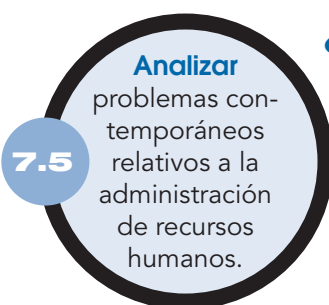 Analizar
problemas con-
temporáneos
7.5
relativos a la
administración
de recursos
humanos.